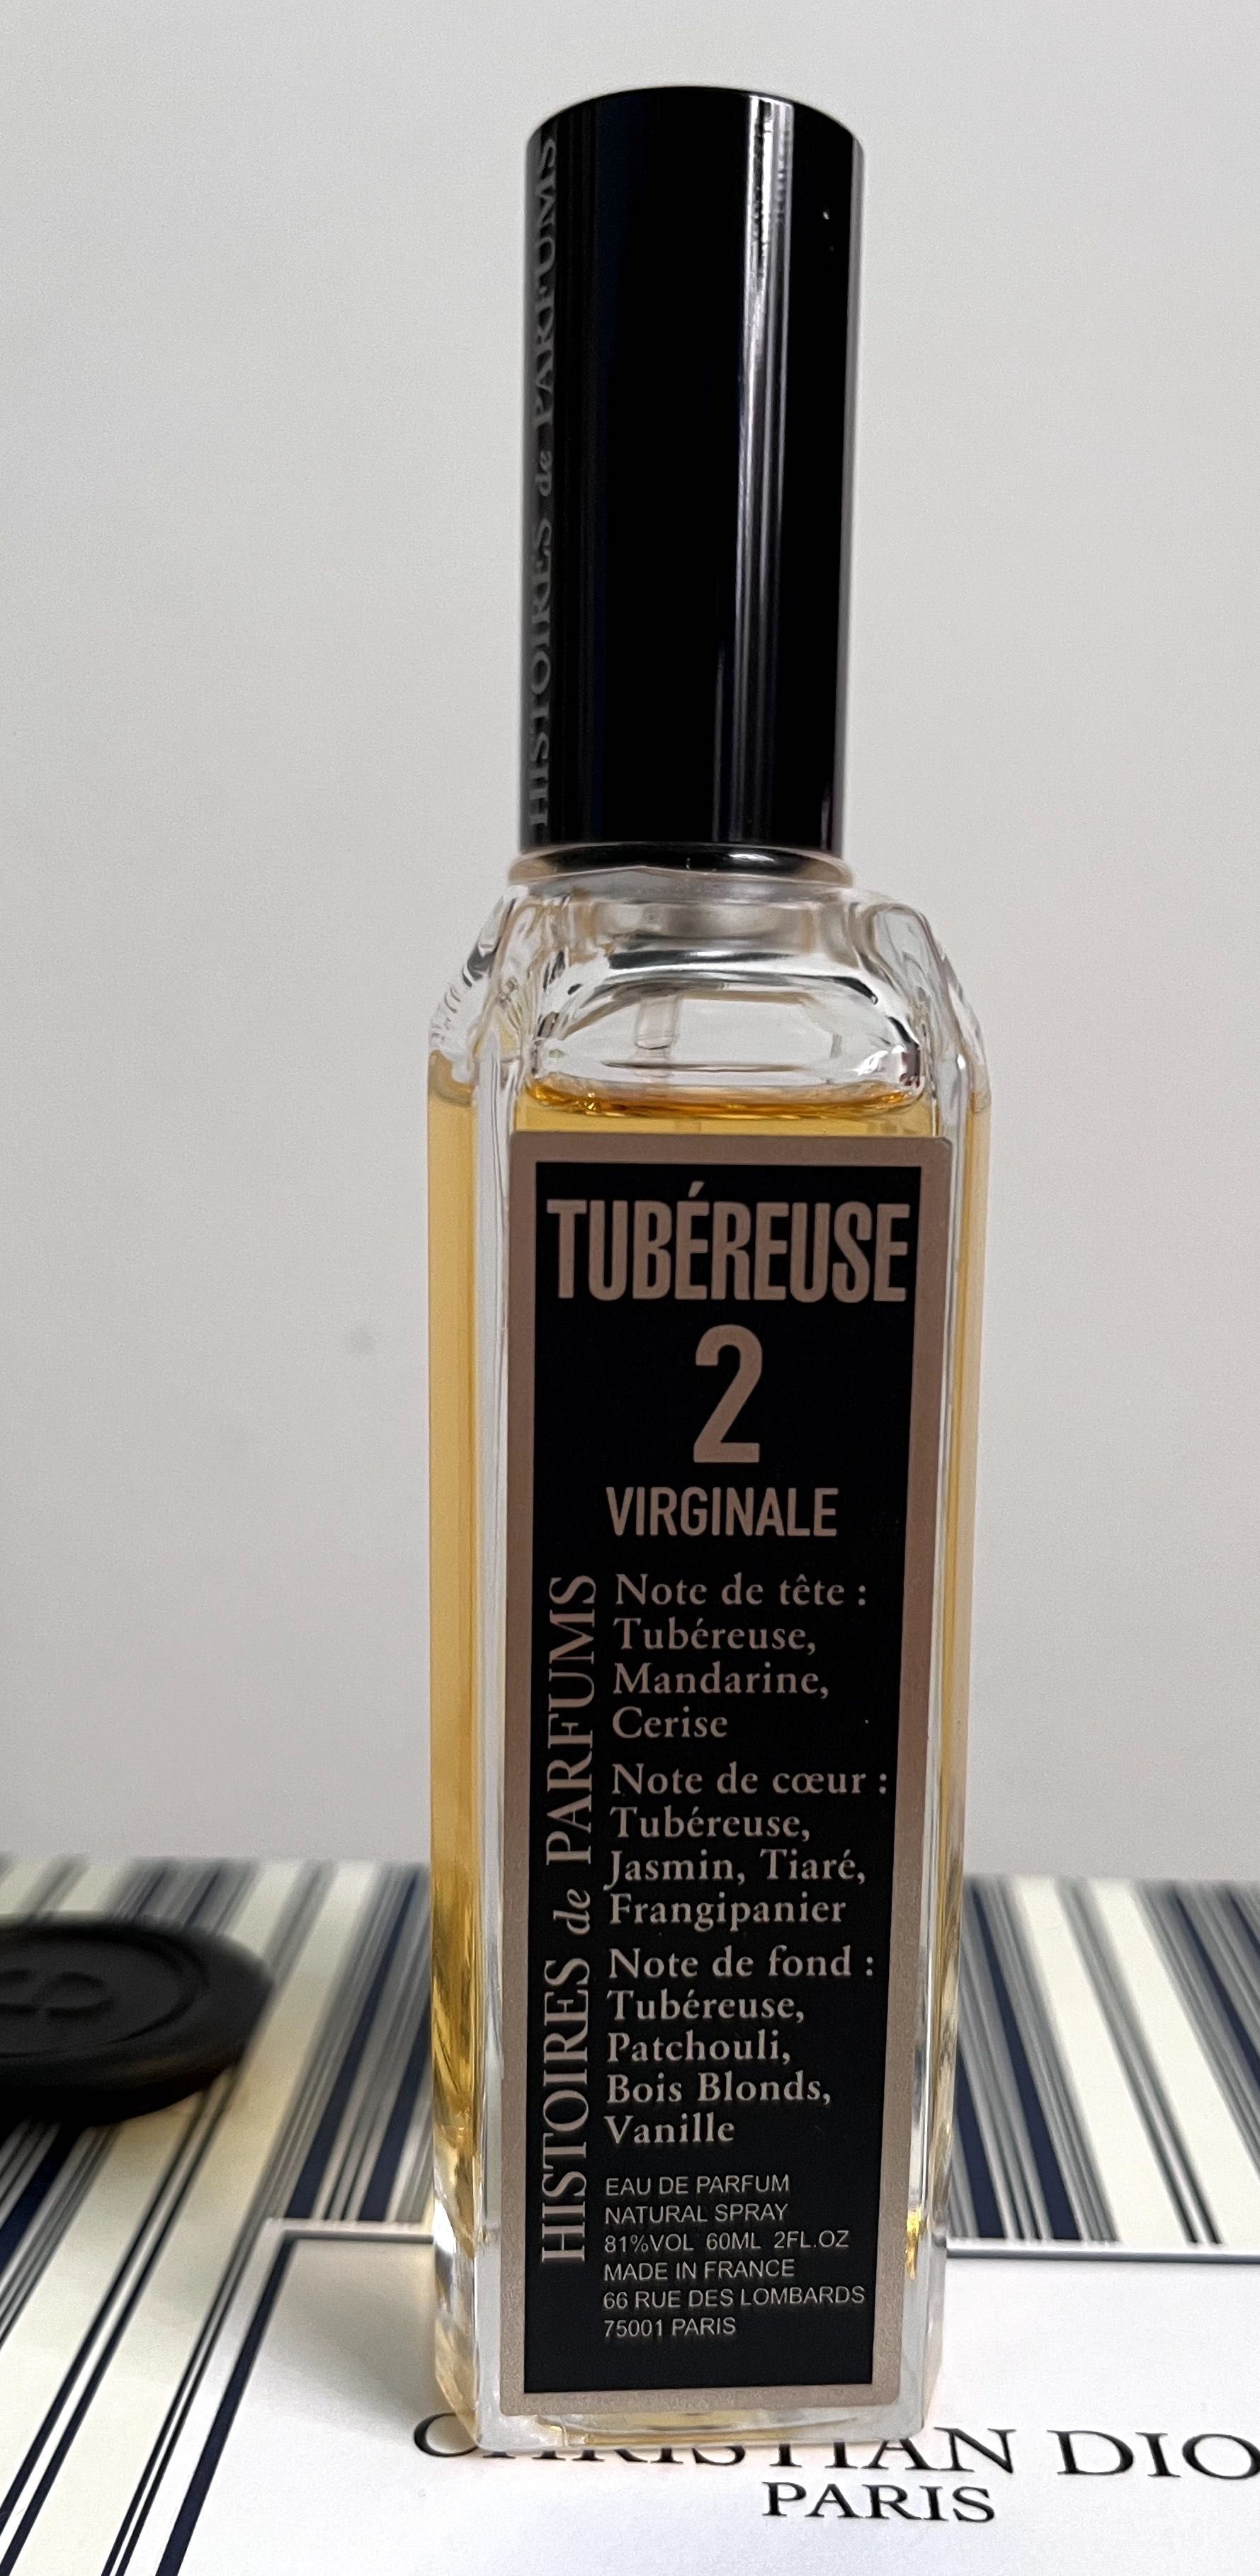 HISTOIRES de PARFUMS
TUBÉREUSE
2
VIRGINALE
HISTOIRES de PARFUMS
Note de tête :
Tubéreuse,
Mandarine,
Cerise
Note de cœur :
Tubéreuse,
Jasmin, Tiaré,
Frangipanier
Note de fond :
Tubéreuse,
Patchouli,
Bois Blonds,
Vanille
EAU DE PARFUM
NATURAL SPRAY
81%VOL 60ML 2FL.OZ
MADE IN FRANCE
66 RUE DES LOMBARDS
75001 PARIS
CHRISTIAN DIO
PARIS